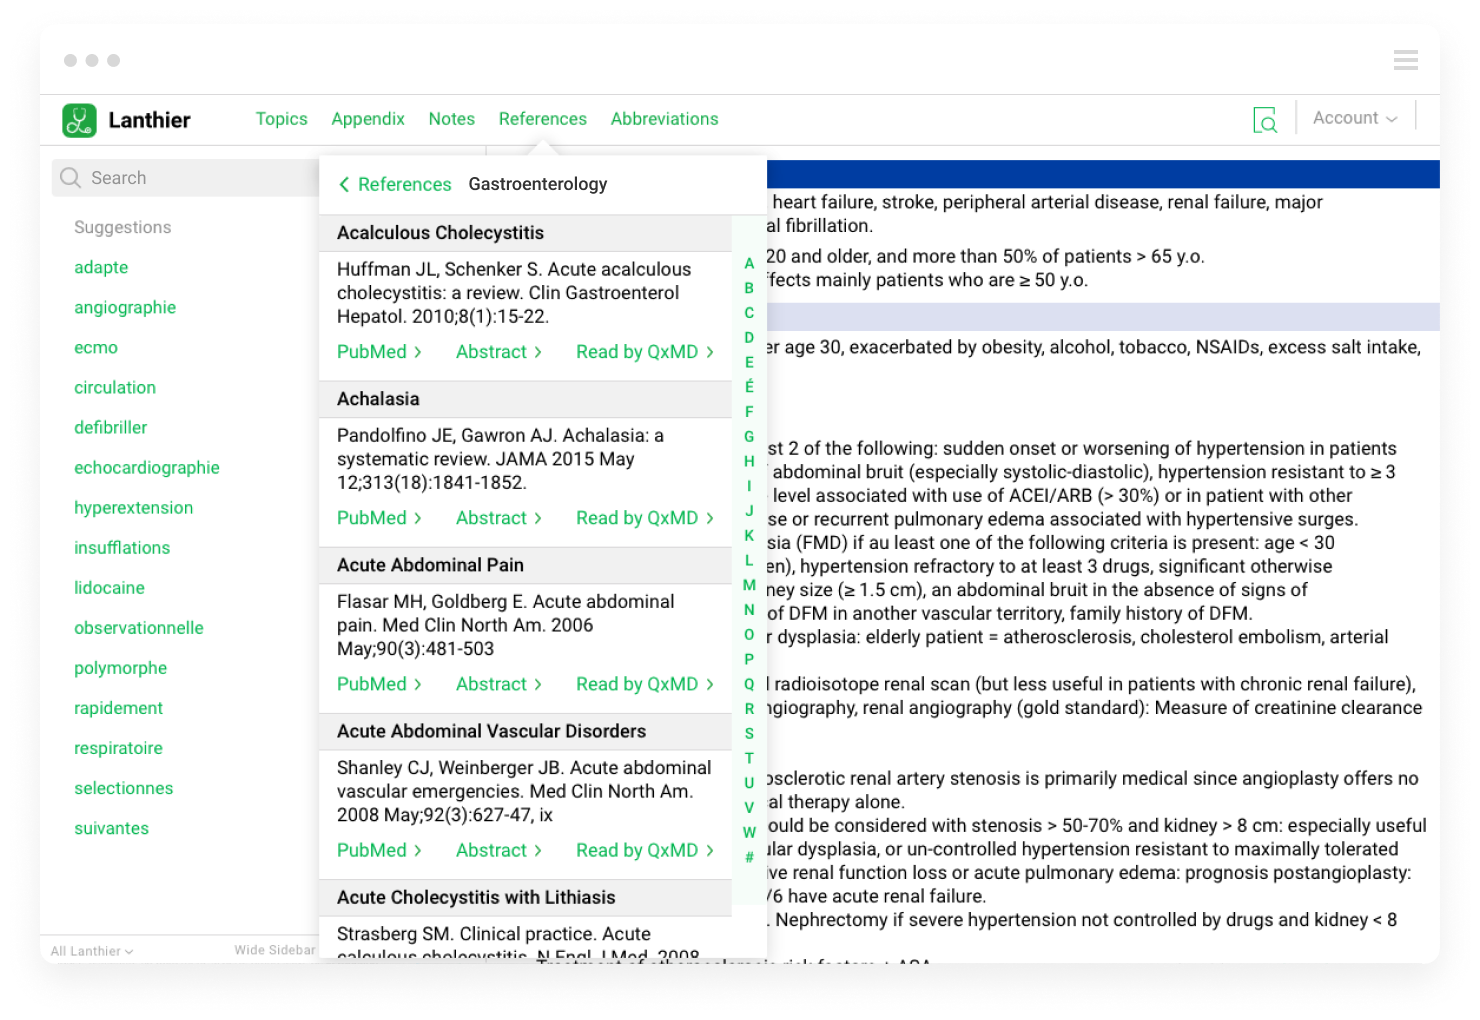 Lanthier
Topics
Appendix
Notes
References
Abbreviations
Account
Search
Suggestions
adapte
angiographie
ecmo
circulation
defibriller
echocardiographie
hyperextension
insufflations
lidocaine
observationnelle
polymorphe
rapidement
respiratoire
selectionnes
suivantes
All Lanthier
Wide Sidebar
References Gastroenterology
Acalculous Cholecystitis
Huffman JL, Schenker S. Acute acalculous
cholecystitis: a review. Clin Gastroenterol
Hepatol. 2010;8(1):15-22.
PubMed > Abstract > Read by QxMD >
Achalasia
Pandolfino JE, Gawron AJ. Achalasia: a
systematic review. JAMA 2015 May
12;313(18):1841-1852.
PubMed > Abstract > Read by QxMD >
Acute Abdominal Pain
Flasar MH, Goldberg E. Acute abdominal
pain. Med Clin North Am. 2006
May;90(3):481-503
PubMed > Abstract > Read by QxMD >
Acute Abdominal Vascular Disorders
Shanley CJ, Weinberger JB. Acute abdominal
vascular emergencies. Med Clin North Am.
2008 May;92(3):627-47, ix
PubMed > Abstract > Read by QxMD >
Acute Cholecystitis with Lithiasis
Strasberg SM. Clinical practice. Acute
calculous cholecystitis. N Engl J Med. 2008
A
B
C
D
E
É
F
G
H
I
J
K
L
M
N
O
P
Q
R
S
T
U
V
W
#
heart failure, stroke, peripheral arterial disease, renal failure, major
al fibrillation.
20 and older, and more than 50% of patients > 65 y.o.
ffects mainly patients who are ≥ 50 y.o.
er age 30, exacerbated by obesity, alcohol, tobacco, NSAIDs, excess salt intake,
st 2 of the following: sudden onset or worsening of hypertension in patients
abdominal bruit (especially systolic-diastolic), hypertension resistant to ≥ 3
level associated with use of ACEI/ARB (> 30%) or in patient with other
se or recurrent pulmonary edema associated with hypertensive surges.
sia (FMD) if au least one of the following criteria is present: age < 30
en), hypertension refractory to at least 3 drugs, significant otherwise
ney size (≥ 1.5 cm), an abdominal bruit in the absence of signs of
of DFM in another vascular territory, family history of DFM.
r dysplasia: elderly patient = atherosclerosis, cholesterol embolism, arterial
l radioisotope renal scan (but less useful in patients with chronic renal failure),
ngiography, renal angiography (gold standard): Measure of creatinine clearance
osclerotic renal artery stenosis is primarily medical since angioplasty offers no
cal therapy alone.
ould be considered with stenosis > 50-70% and kidney > 8 cm: especially useful
ular dysplasia, or un-controlled hypertension resistant to maximally tolerated
ive renal function loss or acute pulmonary edema: prognosis postangioplasty:
/6 have acute renal failure.
. Nephrectomy if severe hypertension not controlled by drugs and kidney < 8
Treatment of atherosclerosis risk factors + ASA